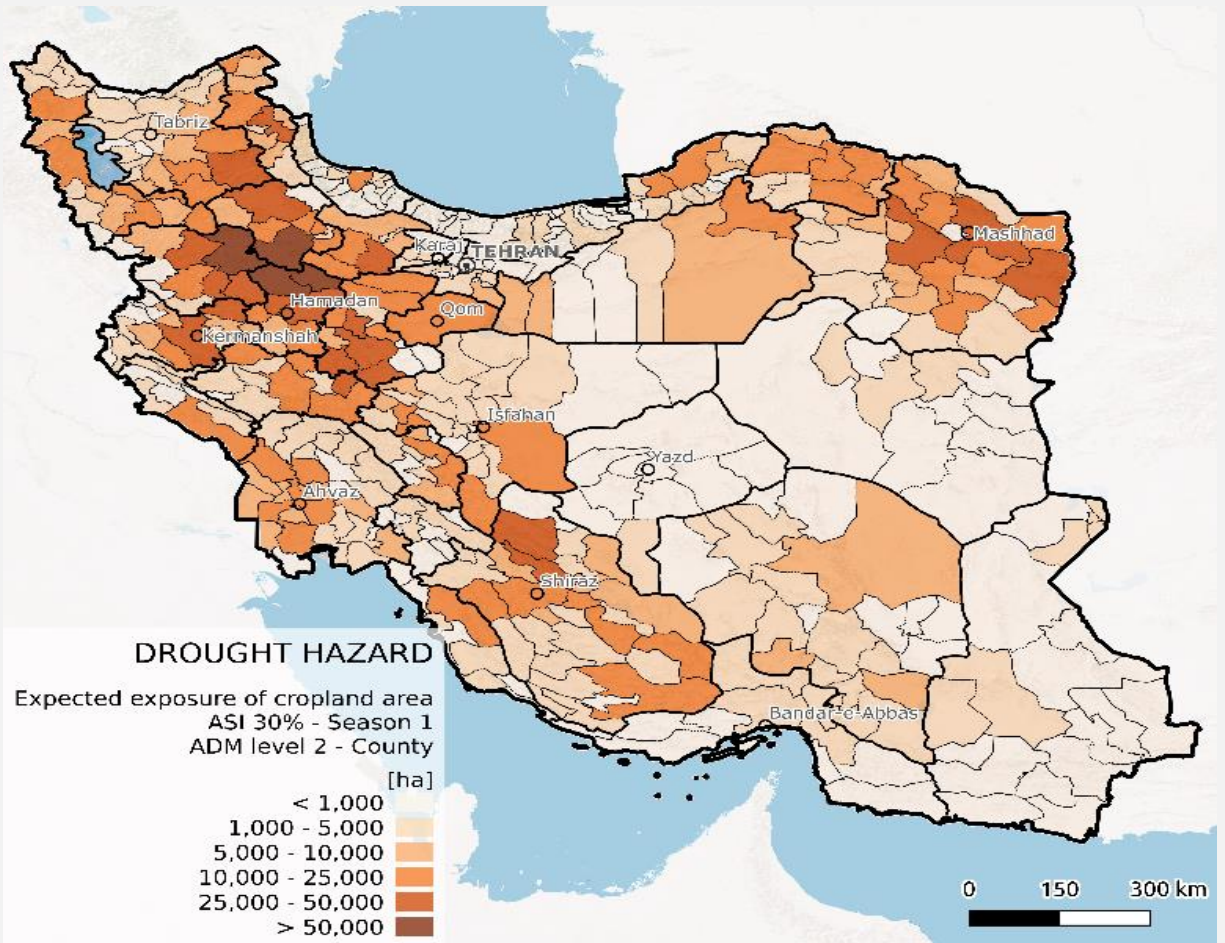 Tabriz
Karaj
TEHRAN
Mashhad
Hamadan
Qom
Kermanshah
Isfahan
Yazd
Ahvaz
Shiraz
Bandar-e-Abbas
DROUGHT HAZARD
Expected exposure of cropland area
ASI 30% - Season 1
ADM level 2 - County
[ha]
< 1,000
1,000 - 5,000
5,000 - 10,000
10,000 - 25,000
25,000 - 50,000
> 50,000
0 150 300 km